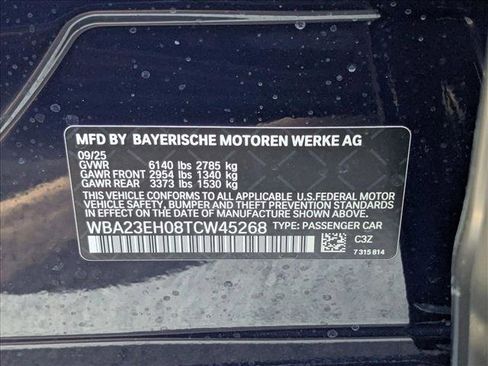 MFD BY BAYERISCHE MOTOREN WERKE AG
09/25
GVWR 6140 lbs 2785 kg
GAWR FRONT 2954 lbs 1340 kg
GAWR REAR 3373 lbs 1530 kg
THIS VEHICLE CONFORMS TO ALL APPLICABLE U.S.FEDERAL MOTOR
VEHICLE SAFETY, BUMPER AND THEFT PREVENTION STANDARDS
IN EFFECT ON THE DATE OF MANUFACTURE SHOWN ABOVE.
WBA23EH08TCW45268 TYPE: PASSENGER CAR
C3Z
7 315 814